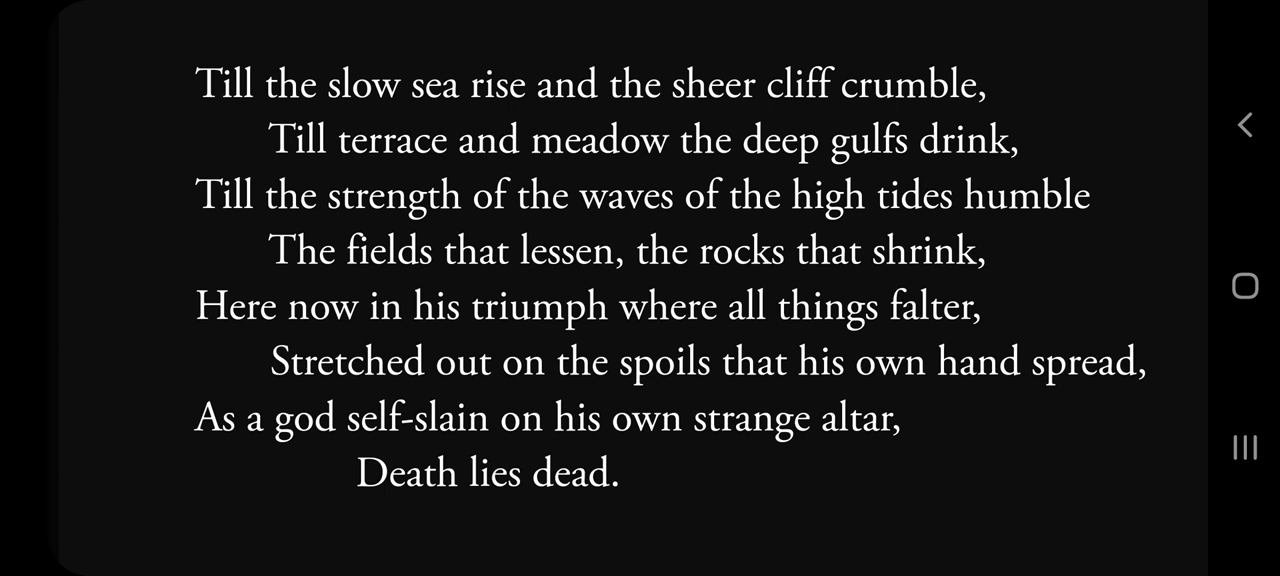 Till the slow sea rise and the sheer cliff crumble,
Till terrace and meadow the deep gulfs drink,
Till the strength of the waves of the high tides humble
The fields that lessen, the rocks that shrink,
Here now in his triumph where all things falter,
Stretched out on the spoils that his own hand spread,
As a god self-slain on his own strange altar,
Death lies dead.